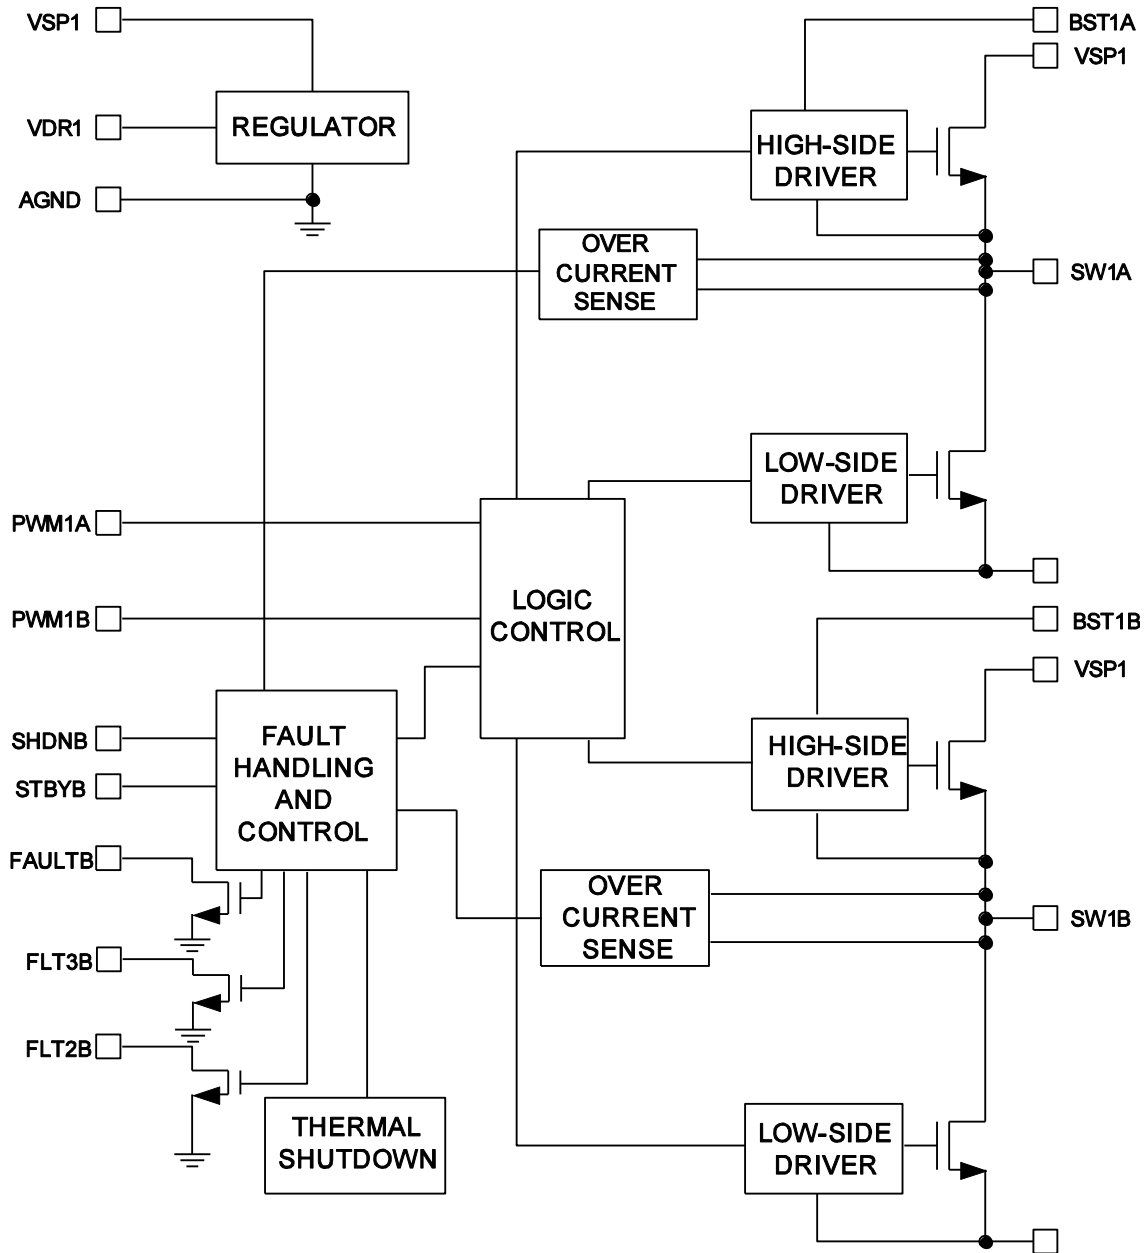 VSP1
BST1A
VSP1
VDR1
REGULATOR
HIGH-SIDE
DRIVER
AGND
OVER
CURRENT
SENSE
SW1A
LOW-SIDE
DRIVER
PWM1A
LOGIC
CONTROL
PWM1B
BST1B
VSP1
SHDNB
FAULT
HANDLING
AND
CONTROL
HIGH-SIDE
DRIVER
STBYB
FAULTB
OVER
CURRENT
SENSE
SW1B
FLT3B
FLT2B
THERMAL
SHUTDOWN
LOW-SIDE
DRIVER